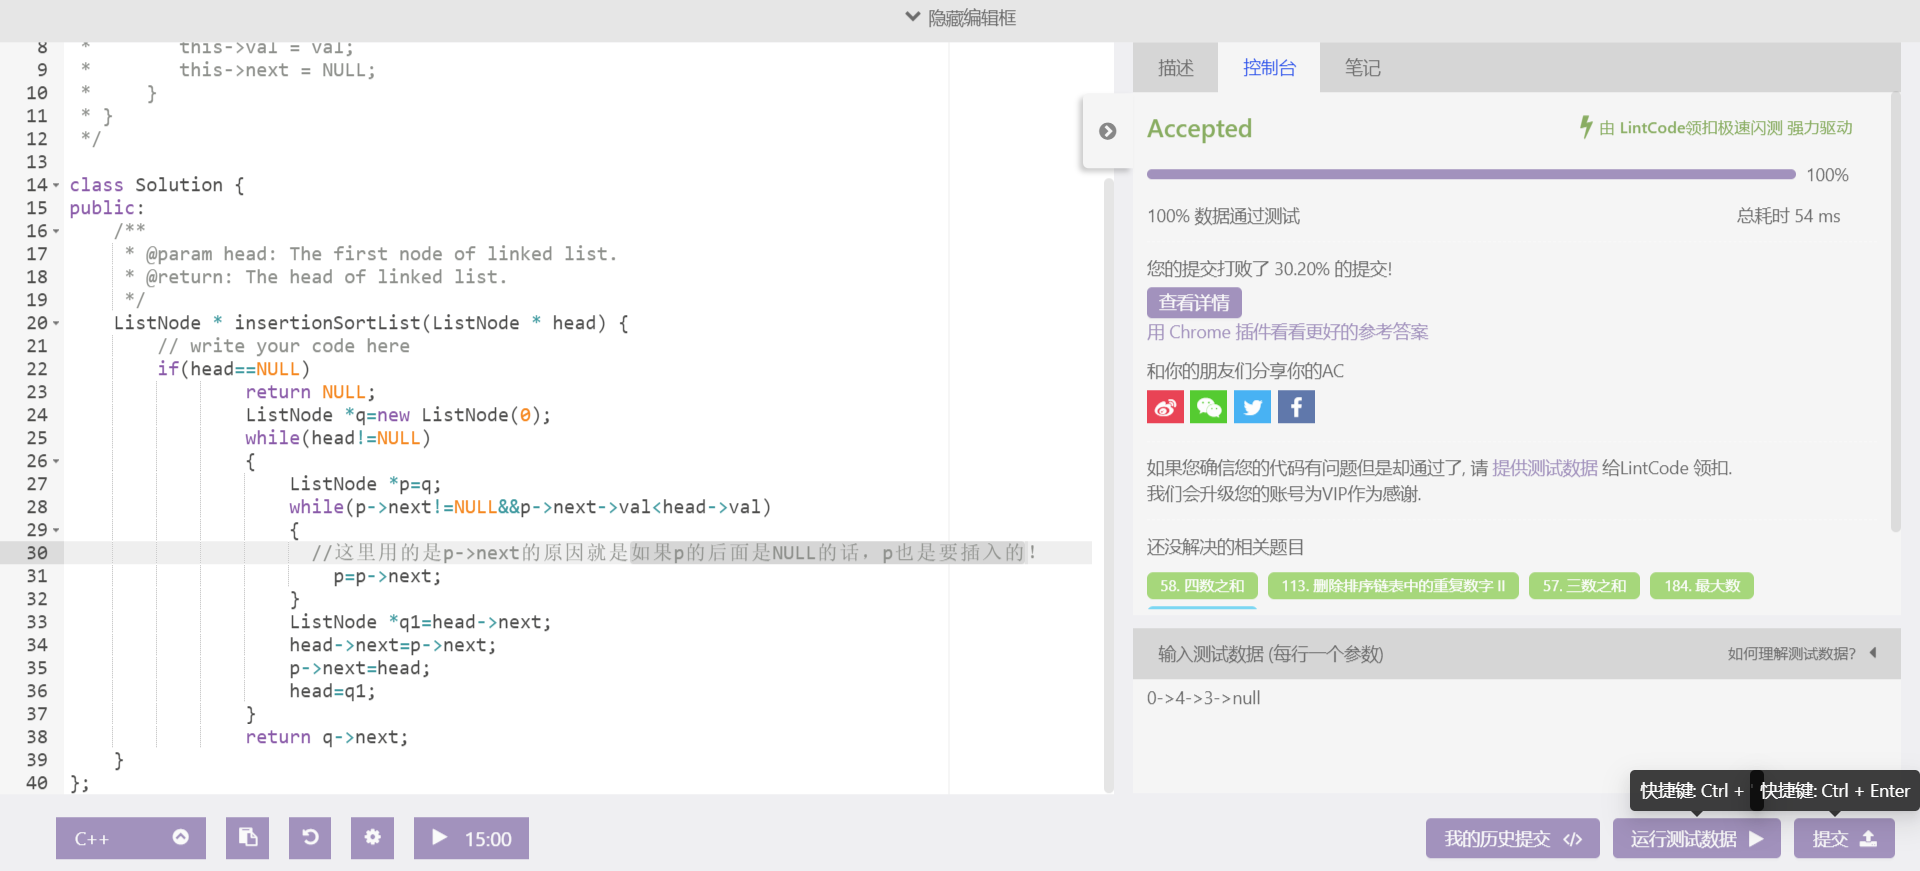 隐藏编辑框
8 * this->val = val;
9 * this->next = NULL;
10 * }
11 * }
12 */
13
14 class Solution {
15 public:
16 /**
17 * @param head: The first node of linked list.
18 * @return: The head of linked list.
19 */
20 ListNode * insertionSortList(ListNode * head) {
21 // write your code here
22 if(head==NULL)
23 return NULL;
24 ListNode *q=new ListNode(0);
25 while(head!=NULL)
26 {
27 ListNode *p=q;
28 while(p->next!=NULL&&p->next->val<head->val)
29 {
30 //这里用的是p->next的原因就是如果p的后面是NULL的话，p也是要插入的!
31 p=p->next;
32 }
33 ListNode *q1=head->next;
34 head->next=p->next;
35 p->next=head;
36 head=q1;
37 }
38 return q->next;
39 }
40 };
描述 控制台 笔记
Accepted
由 LintCode领扣极速闪测 强力驱动
100%
100% 数据通过测试
总耗时 54 ms
您的提交打败了 30.20% 的提交!
查看详情
用 Chrome 插件看看更好的参考答案
和你的朋友们分享你的AC
如果您确信您的代码有问题但是却通过了, 请 提供测试数据 给LintCode 领扣.
我们会升级您的账号为VIP作为感谢.
还没解决的相关题目
58. 四数之和 113. 删除排序链表中的重复数字 II 57. 三数之和 184. 最大数
输入测试数据 (每行一个参数)
如何理解测试数据?
0->4->3->null
快捷键: Ctrl +
快捷键: Ctrl + Enter
C++
15:00
我的历史提交
运行测试数据
提交